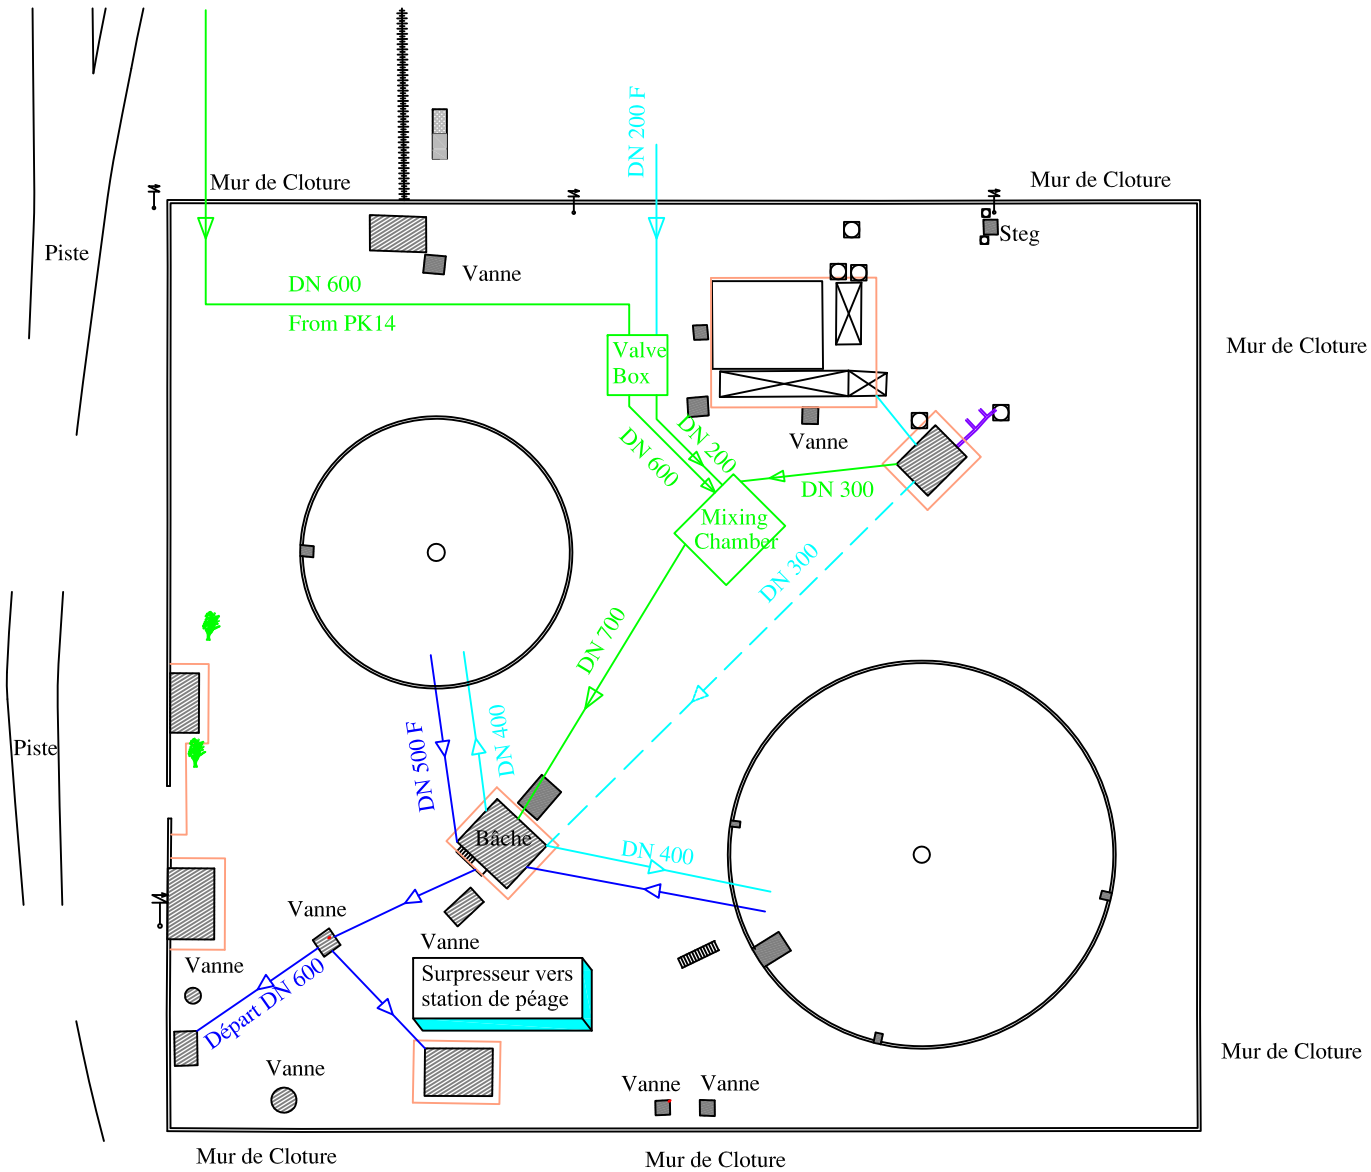 DN 200 F
Mur de Cloture
Mur de Cloture
Steg
Piste
Vanne
DN 600
From PK14
Valve
Box
Mur de Cloture
DN 200
DN 600
Vanne
DN 300
Mixing
Chamber
DN 300
DN 700
Piste
DN 500 F
DN 400
Bâche
DN 400
Vanne
Vanne
Vanne
Surpresseur vers
station de péage
Départ DN 600
Mur de Cloture
Vanne
Vanne
Vanne
Mur de Cloture
Mur de Cloture